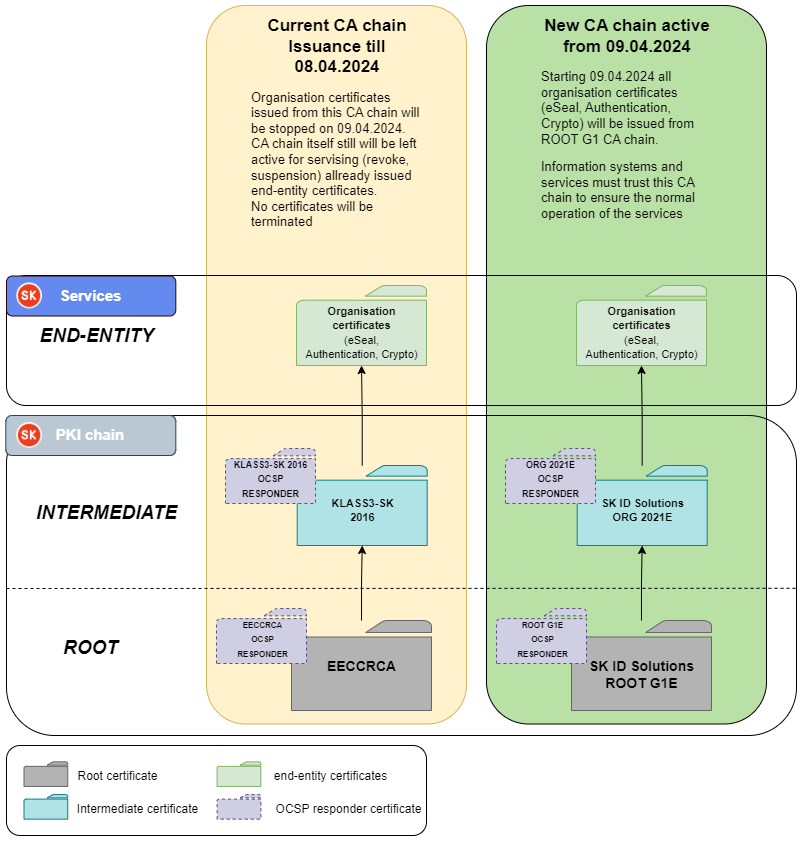 Current CA chain
Issuance till
08.04.2024
Organisation certificates
issued from this CA chain will
be stopped on 09.04.2024.
CA chain itself still will be left
active for servising (revoke,
suspension) allready issued
end-entity certificates.
No certificates will be
terminated
New CA chain active
from 09.04.2024
Starting 09.04.2024 all
organisation certificates
(eSeal, Authentication,
Crypto) will be issued from
ROOT G1 CA chain.
Information systems and
services must trust this CA
chain to ensure the normal
operation of the services
SK Services
END-ENTITY
Organisation
certificates
(eSeal,
Authentication, Crypto)
Organisation
certificates
(eSeal,
Authentication, Crypto)
SK PKI chain
INTERMEDIATE
KLASS3-SK 2016
OCSP
RESPONDER
KLASS3-SK
2016
ORG 2021E
OCSP
RESPONDER
SK ID Solutions
ORG 2021E
ROOT
EECCRCA
OCSP
RESPONDER
EECCRCA
ROOT G1E
OCSP
RESPONDER
SK ID Solutions
ROOT G1E
Root certificate
end-entity certificates
Intermediate certificate
OCSP responder certificate